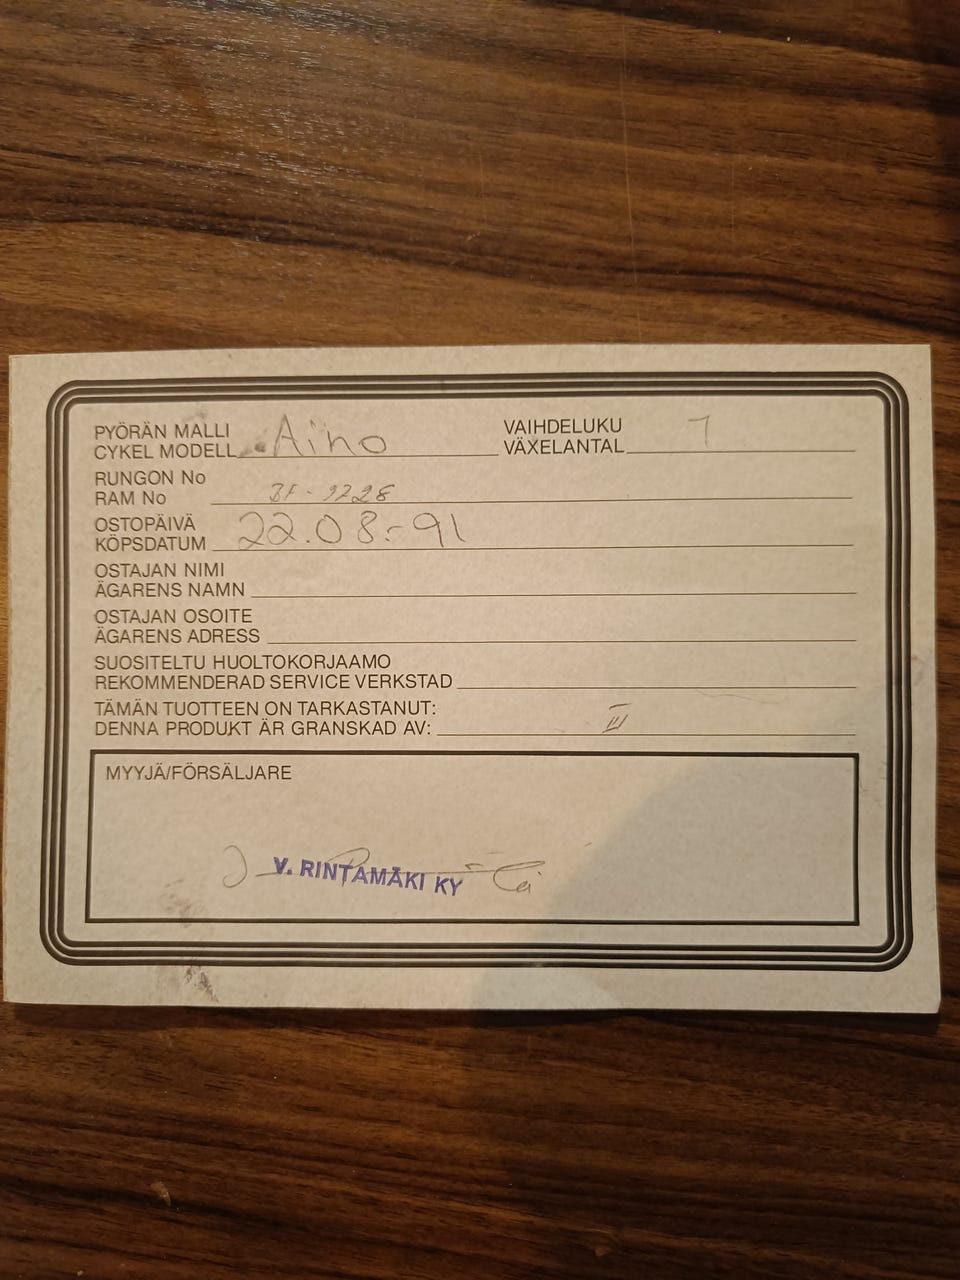 PYÖRÄN MALLI
CYKEL MODELL Aino
VAIHDELUKU
VÄXELANTAL 1
RUNGON No
RAM No
OSTOPÄIVÄ
KÖPSDATUM 22.08.-91
OSTAJAN NIMI
ÄGARENS NAMN
OSTAJAN OSOITE
ÄGARENS ADRESS
SUOSITELTU HUOLTOKORJAAMO
REKOMMENDERAD SERVICE VERKSTAD
TÄMÄN TUOTTEEN ON TARKASTANUT:
DENNA PRODUKT ÄR GRANSKAD AV:
MYYJÄ/FÖRSÄLJARE
V. RINTAMÄKI KY